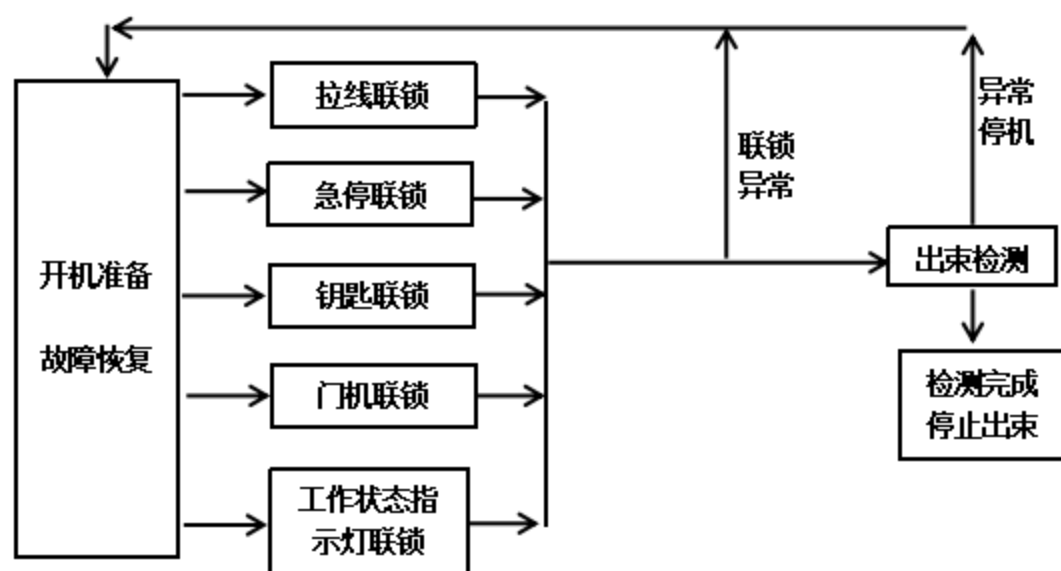 开机准备
故障恢复
拉线联锁
急停联锁
钥匙联锁
门机联锁
工作状态指
示灯联锁
联锁
异常
异常
停机
出束检测
检测完成
停止出束